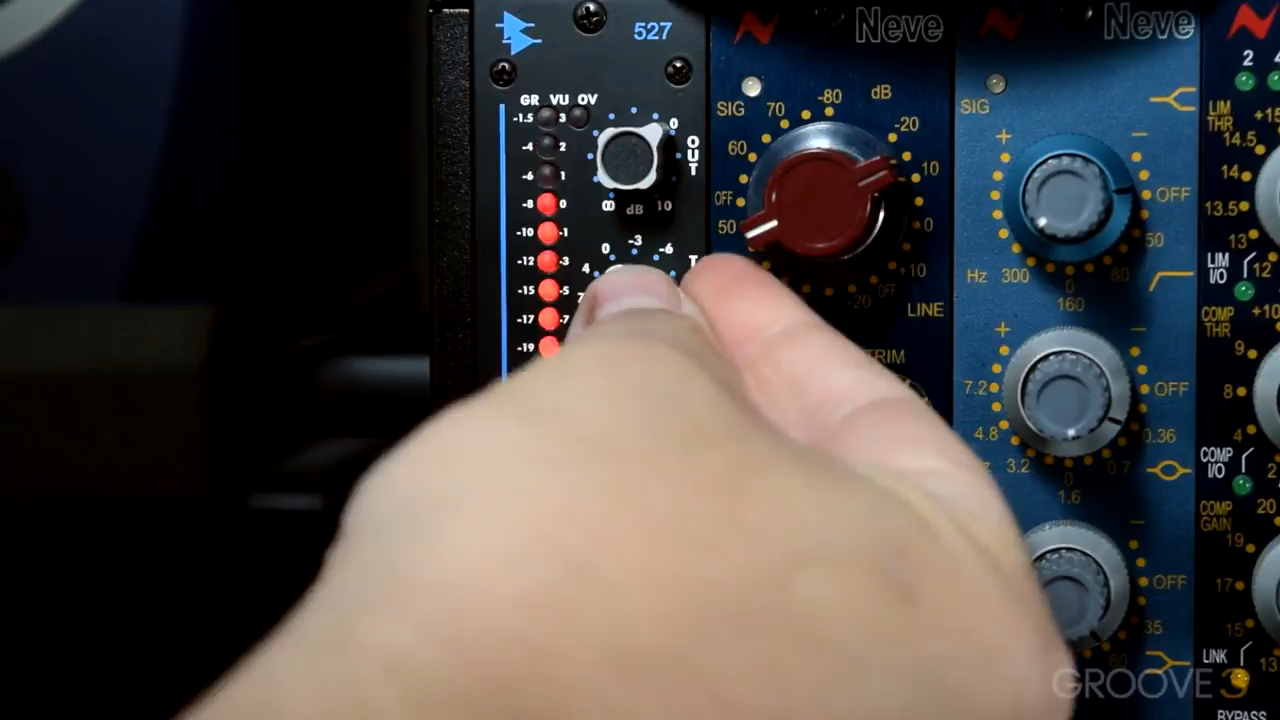 527
GR VU OV
-1.5 3
-4 2
-6 1
-8 0
-10 -1
-12 -3
-15 -5
-17 -7
-19
0
OUT
dB 10
0 -3 -6
4
T
Neve
SIG
-80 dB
70
60
OFF
50
-20
10
0
+10
OFF
-20
LINE
TRIM
Neve
SIG
+ -
OFF
50
80
Hz 300 0
160
+ -
7.2 OFF
4.8 0.36
3.2 0 0.7
1.6
-
OFF
35
60
2 4
LIM
THR
+15
14.5
14
13.5
13
LIM
I/O
12
COMP
THR
+10
9
8
4
COMP
I/O
2
COMP
GAIN
20
19
17
15
LINK
13
BYPASS
GROOVE 3